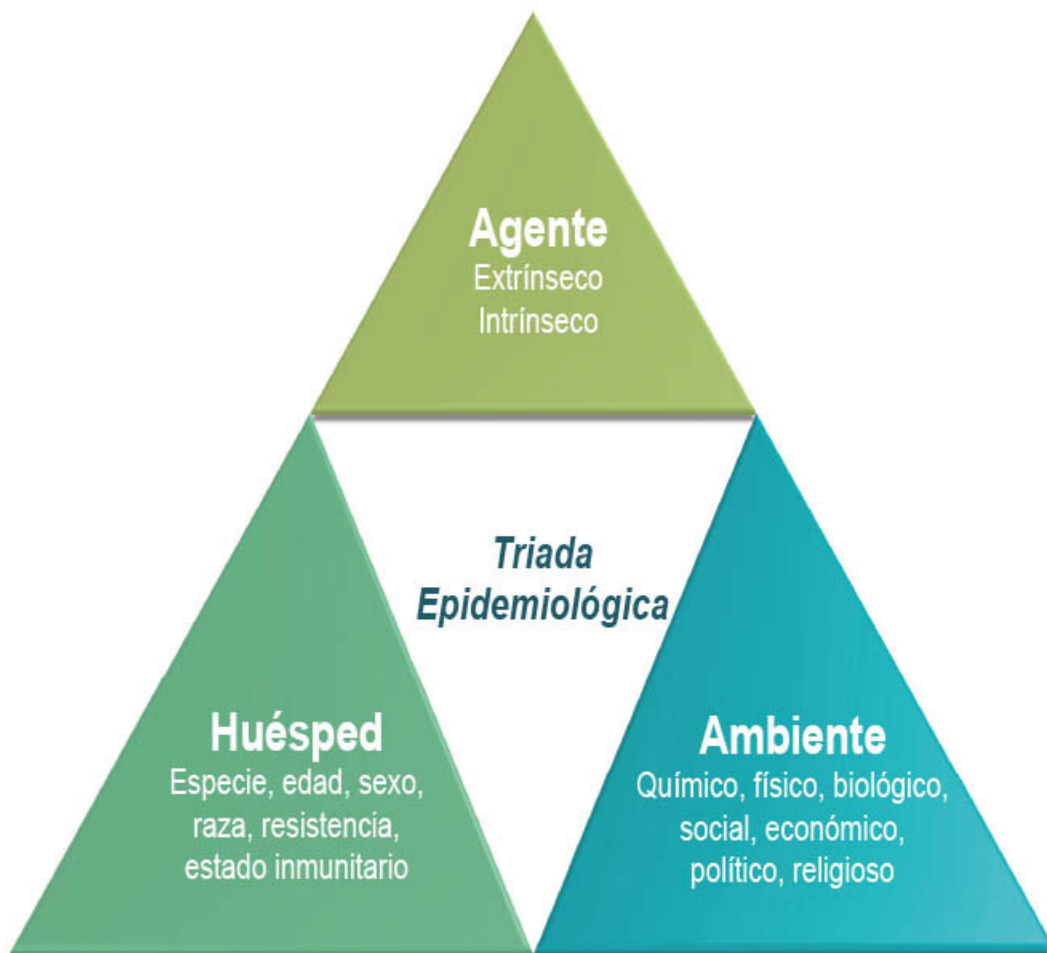 Agente
Extrínseco
Intrínseco
Triada
Epidemiológica
Huésped
Especie, edad, sexo,
raza, resistencia,
estado inmunitario
Ambiente
Químico, físico, biológico,
social, económico,
político, religioso